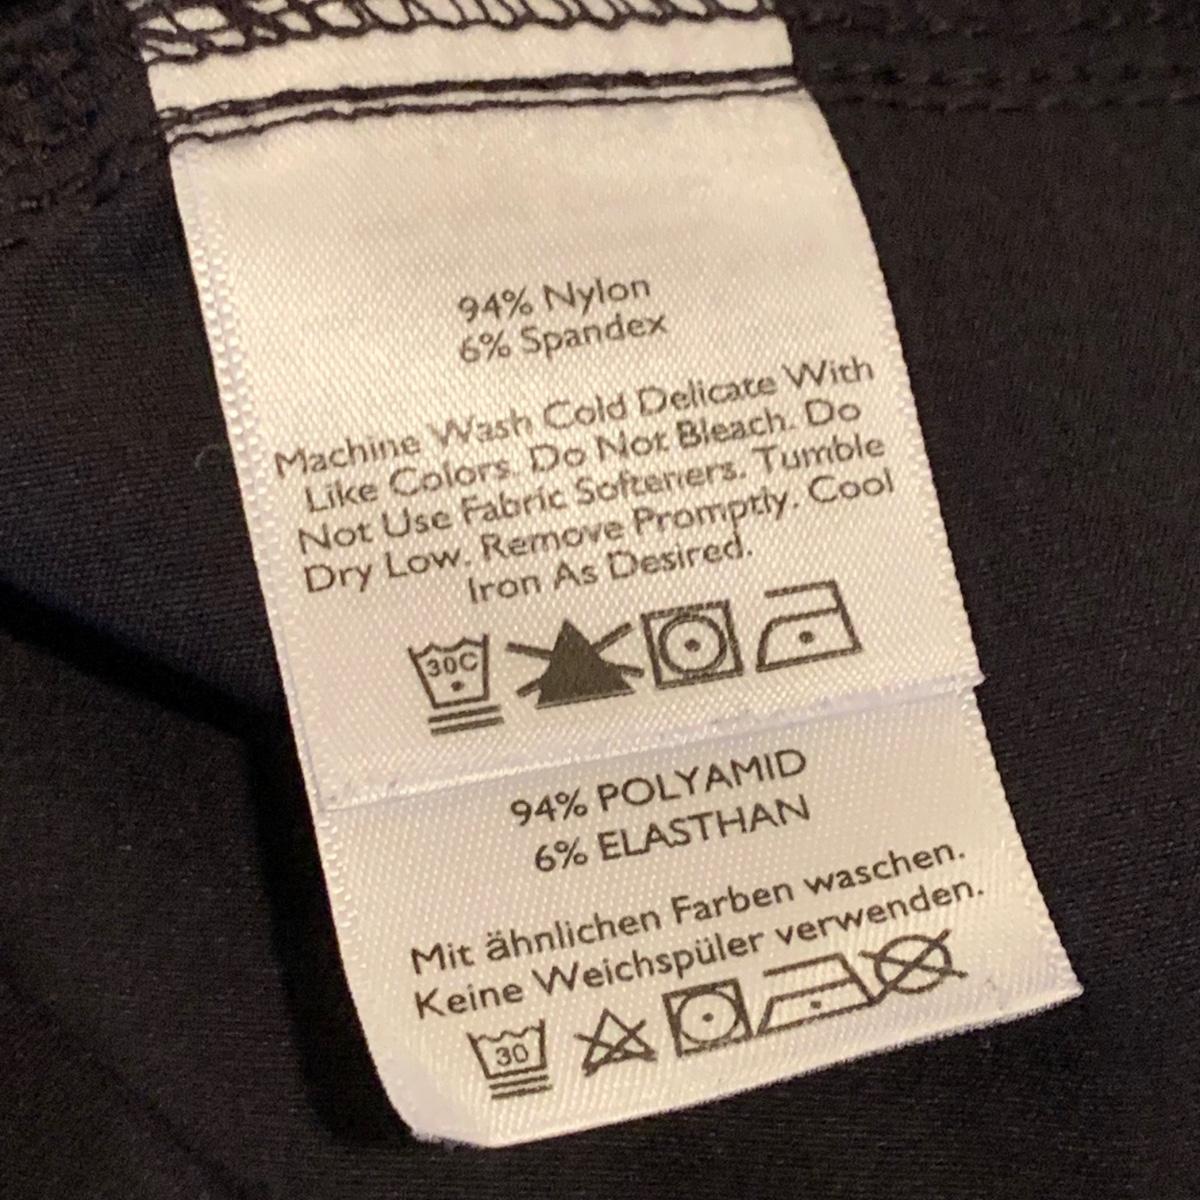 94% Nylon
6% Spandex
Machine Wash Cold Delicate With
Like Colors. Do Not Bleach. Do
Not Use Fabric Softeners. Tumble
Dry Low. Remove Promptly. Cool
Iron As Desired.
30C
94% POLYAMID
6% ELASTHAN
Mit ähnlichen Farben waschen.
Keine Weichspüler verwenden.
30